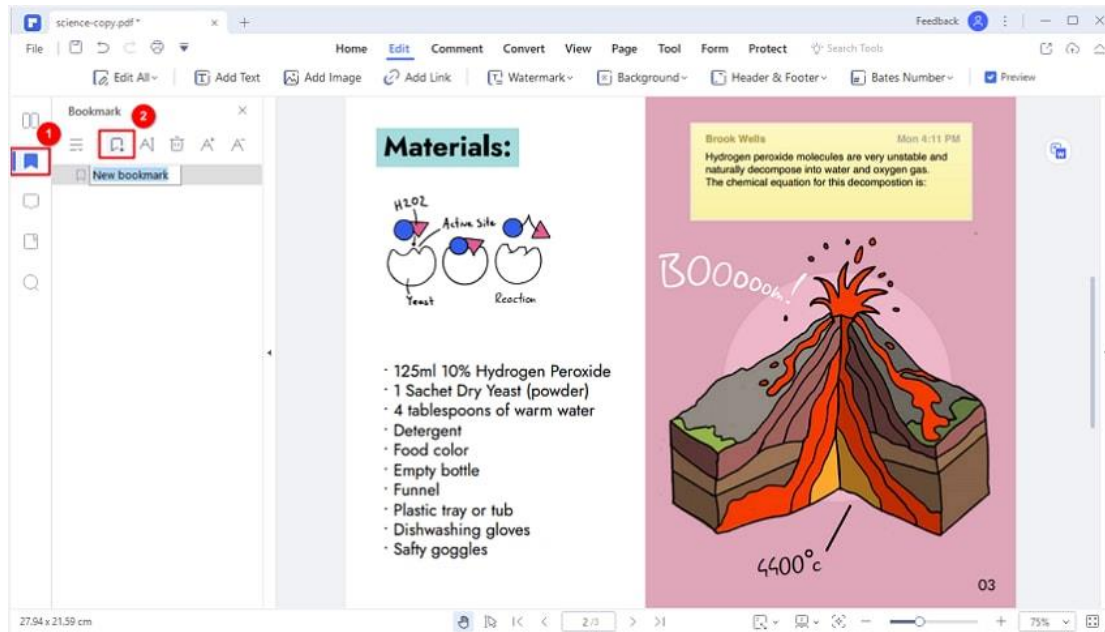 science-copy.pdf *
Feedback
File
Home Edit Comment Convert View Page Tool Form Protect Search Tools
Edit All Add Text Add Image Add Link Watermark Background Header & Footer Bates Number Preview
Bookmark
1
2
New bookmark
Materials:
H2O2
Active Site
Yeast
Reaction
· 125ml 10% Hydrogen Peroxide
· 1 Sachet Dry Yeast (powder)
· 4 tablespoons of warm water
· Detergent
· Food color
· Empty bottle
· Funnel
· Plastic tray or tub
· Dishwashing gloves
· Safty goggles
Brook Wells Mon 4:11 PM
Hydrogen peroxide molecules are very unstable and
naturally decompose into water and oxygen gas.
The chemical equation for this decompostion is:
BOOoooom!
4400°c
03
27.94 x 21.59 cm
2/3
75%